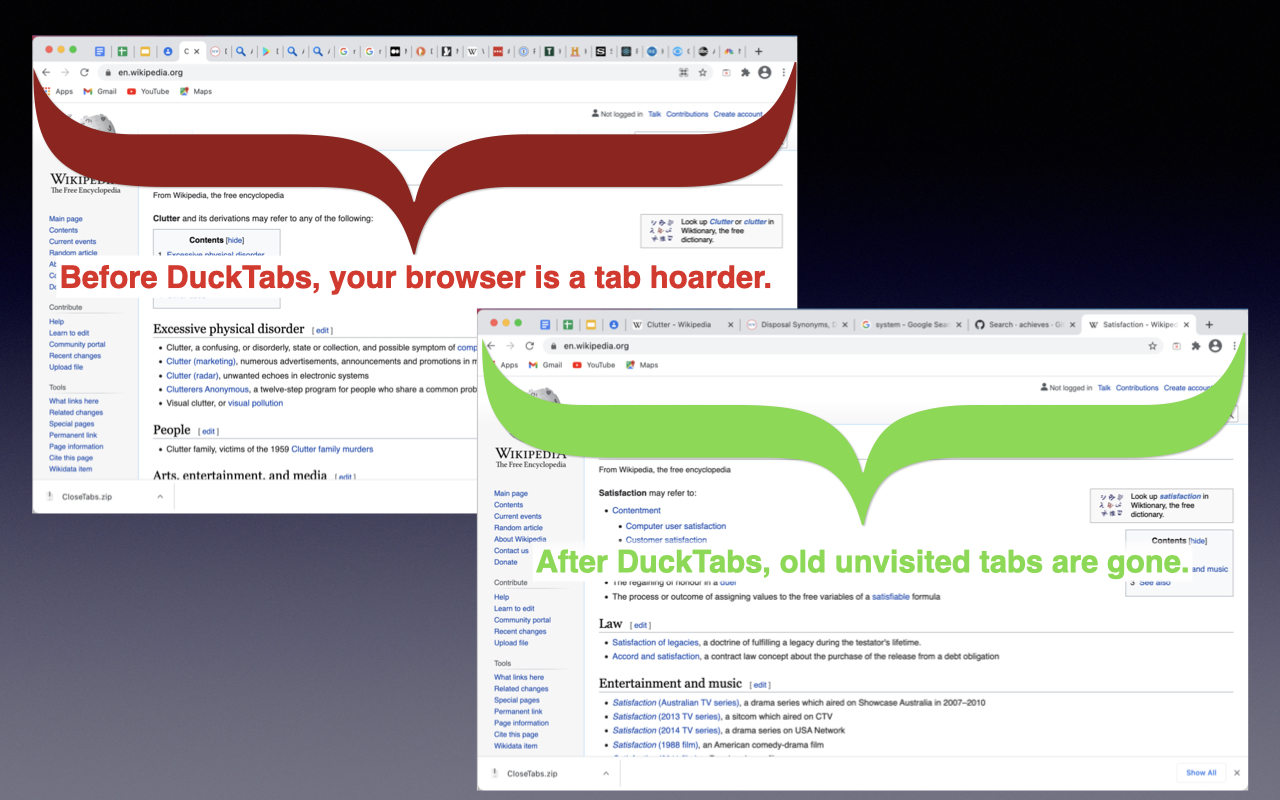 C
en.wikipedia.org
Apps Gmail YouTube Maps
Not logged in Talk Contributions Create account
The Free Encyclopedia
From Wikipedia, the free encyclopedia
Clutter and its derivations may refer to any of the following:
Look up Clutter or clutter in
Wiktionary, the free
dictionary.
Contents [hide]
1 Excessive physical disorder
Main page
Contents
Current events
Random article
Before DuckTabs, your browser is a tab hoarder.
Contribute
Help
Learn to edit
Community portal
Recent changes
Upload file
Tools
What links here
Related changes
Special pages
Permanent link
Page information
Cite this page
Wikidata item
Excessive physical disorder [ edit ]
• Clutter, a confusing, or disorderly, state or collection, and possible symptom of
• Clutter (marketing), numerous advertisements, announcements and promotions in
• Clutter (radar), unwanted echoes in electronic systems
• Clutterers Anonymous, a twelve-step program for people who share a common
• Visual clutter, or visual pollution
People [ edit ]
• Clutter family, victims of the 1959 Clutter family murders
Arts, entertainment, and media [ edit ]
CloseTabs.zip
Clutter - Wikipedia Disposal Synonyms, system - Google Search - achieves Satisfaction - Wikiped
en.wikipedia.org
Apps Gmail YouTube Maps
Not logged in Talk Contributions Create account
WIKIPEDIA
The Free Encyclopedia
From Wikipedia, the free encyclopedia
Satisfaction may refer to:
• Contentment
• Computer user satisfaction
• Customer satisfaction
Look up satisfaction in
Wiktionary, the free
dictionary.
Contents [hide]
and music
3 See also
After DuckTabs, old unvisited tabs are gone.
• The regaining of honour in a duel
• The process or outcome of assigning values to the free variables of a satisfiable formula
Main page
Contents
Current events
Random article
About Wikipedia
Contact us
Donate
Contribute
Help
Learn to edit
Community portal
Recent changes
Upload file
Tools
What links here
Related changes
Special pages
Permanent link
Page information
Cite this page
Wikidata item
Law [ edit ]
• Satisfaction of legacies, a doctrine of fulfilling a legacy during the testator's lifetime.
• Accord and satisfaction, a contract law concept about the purchase of the release from a debt obligation
Entertainment and music [ edit ]
• Satisfaction (Australian TV series), a drama series which aired on Showcase Australia in 2007–2010
• Satisfaction (2013 TV series), a sitcom which aired on CTV
• Satisfaction (2014 TV series), a drama series on USA Network
• Satisfaction (1988 film), an American comedy-drama film
CloseTabs.zip
Show All